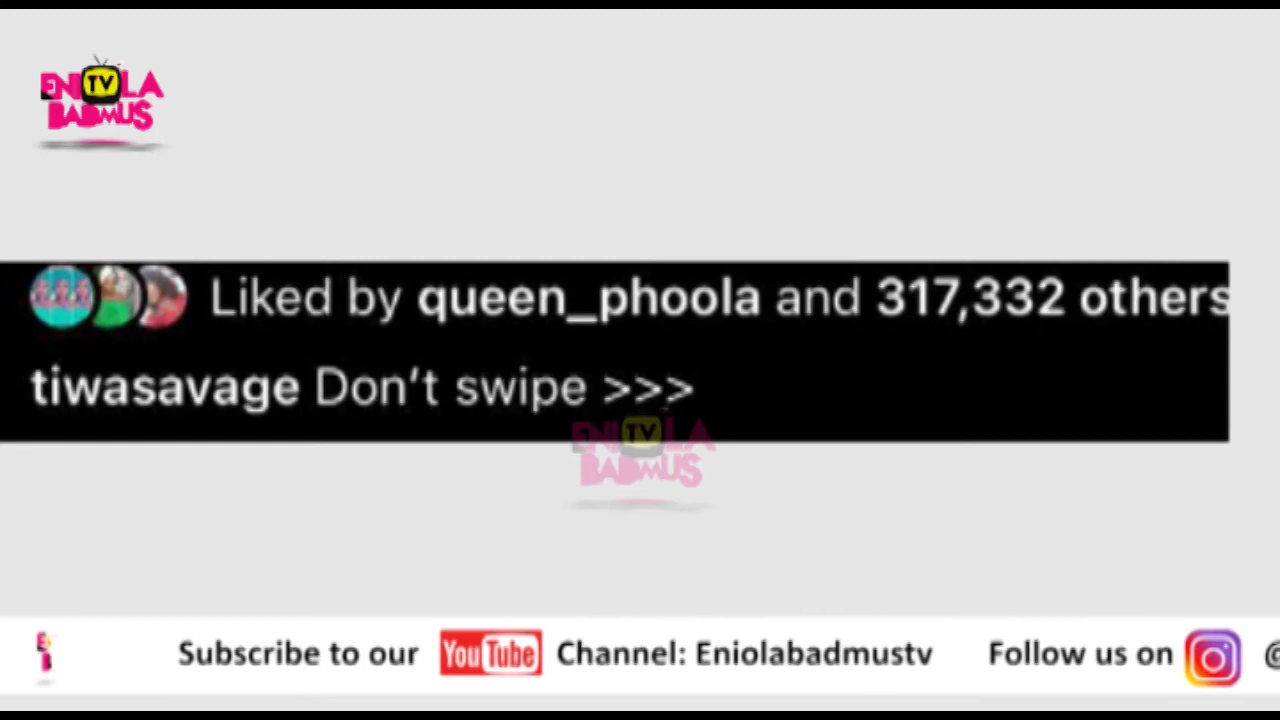 ENIOLA
TV
BADMUS
Liked by queen_phoola and 317,332 others
tiwasavage Don't swipe >>>
ENIOLA
TV
BADMUS
Subscribe to our YouTube Channel: Eniolabadmustv Follow us on @